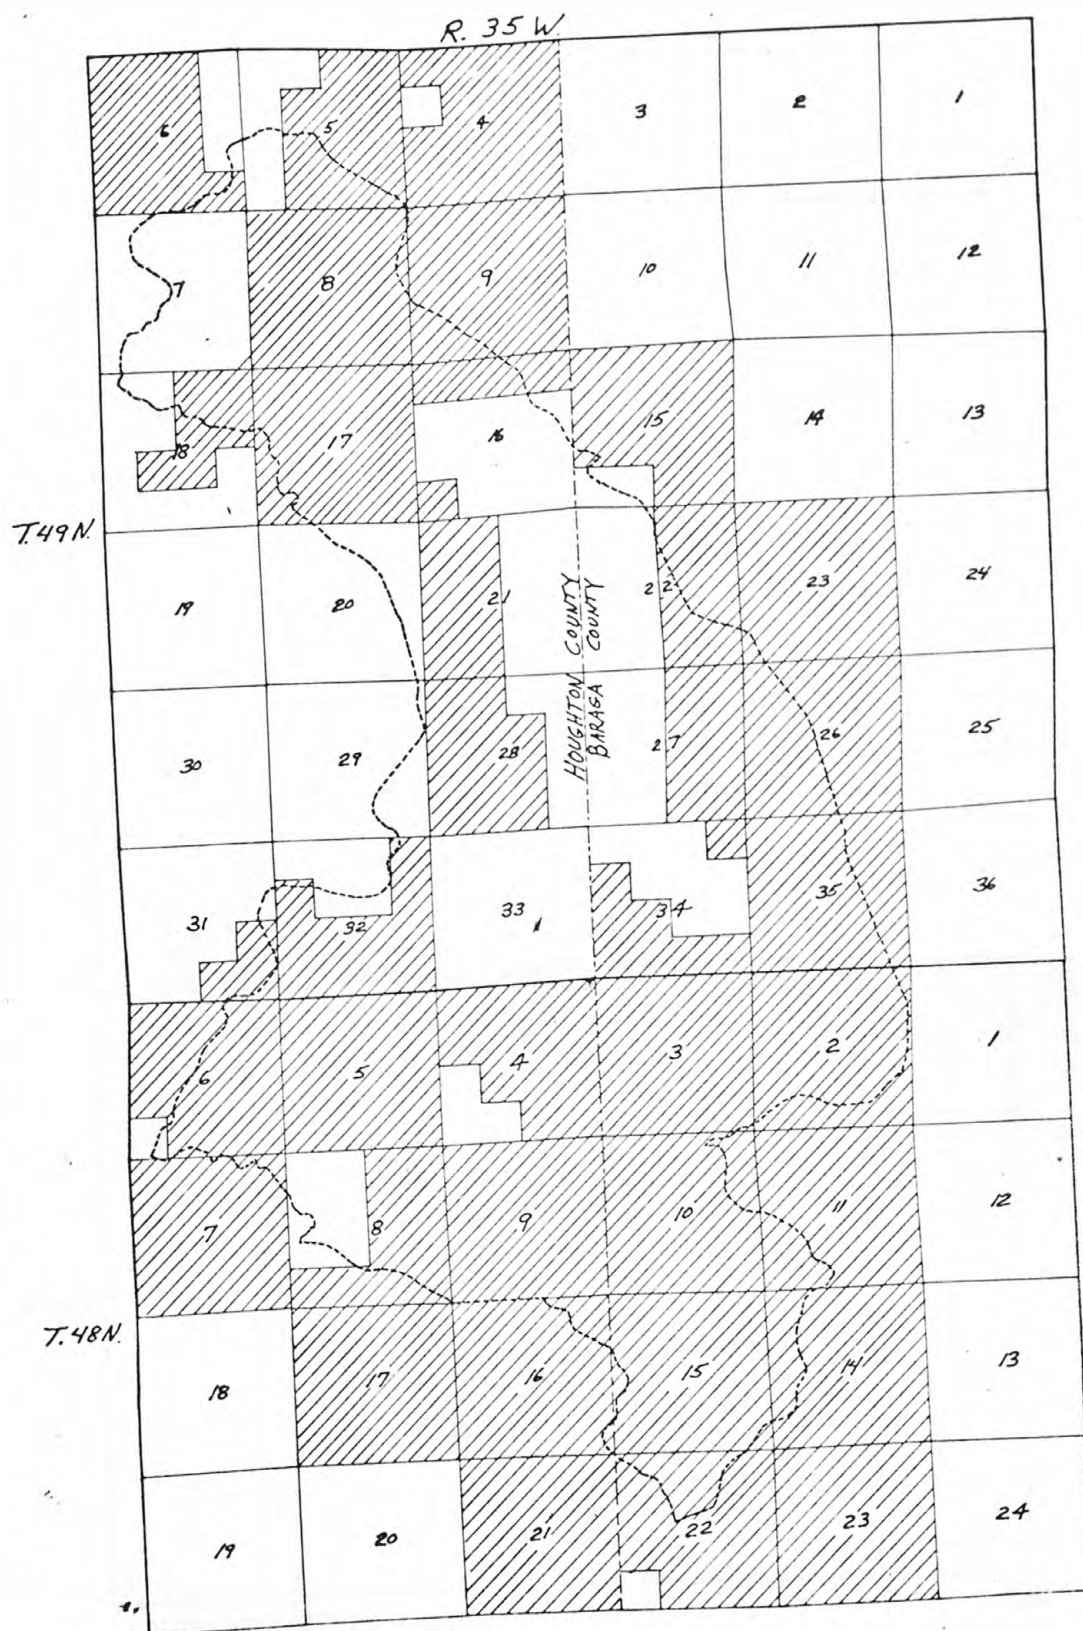 R. 35 W.
6 5 4 3 2 1
7 8 9 10 11 12
18 17 16 15 14 13
T.49N.
19 20 21 22 23 24
HOUGHTON COUNTY
BARAGA COUNTY
30 29 28 27 26 25
31 32 33 34 35 36
6 5 4 3 2 1
7 8 9 10 11 12
T.48N.
18 17 16 15 14 13
19 20 21 22 23 24